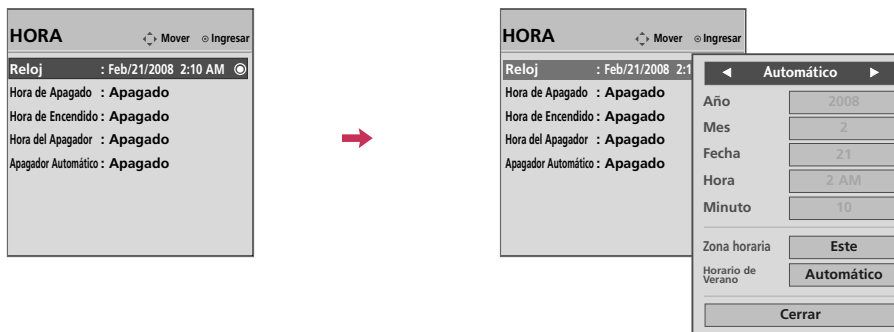 HORA
Mover
Ingresar
Reloj : Feb/21/2008 2:10 AM
Hora de Apagado : Apagado
Hora de Encendido : Apagado
Hora del Apagador : Apagado
Apagador Automático : Apagado
HORA
Mover
Ingresar
Reloj : Feb/21/2008 2:1
Hora de Apagado : Apagado
Hora de Encendido : Apagado
Hora del Apagador : Apagado
Apagador Automático : Apagado
◀ Automático ▶
Año 2008
Mes 2
Fecha 21
Hora 2 AM
Minuto 10
Zona horaria Este
Horario de
Verano Automático
Cerrar